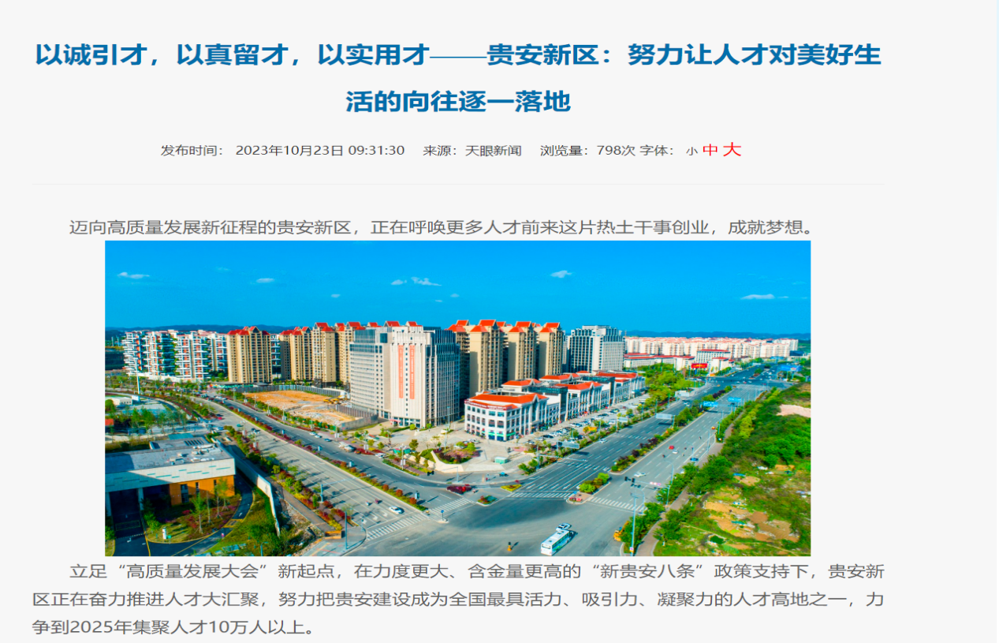 以诚引才，以真留才，以实用才——贵安新区：努力让人才对美好生
活的向往逐一落地
发布时间： 2023年10月23日 09:31:30 来源：天眼新闻 浏览量：798次 字体： 小 中 大
迈向高质量发展新征程的贵安新区，正在呼唤更多人才前来这片热土干事创业，成就梦想。
立足“高质量发展大会”新起点，在力度更大、含金量更高的“新贵安八条”政策支持下，贵安新
区正在奋力推进人才大汇聚，努力把贵安建设成为全国最具活力、吸引力、凝聚力的人才高地之一，力
争到2025年集聚人才10万人以上。